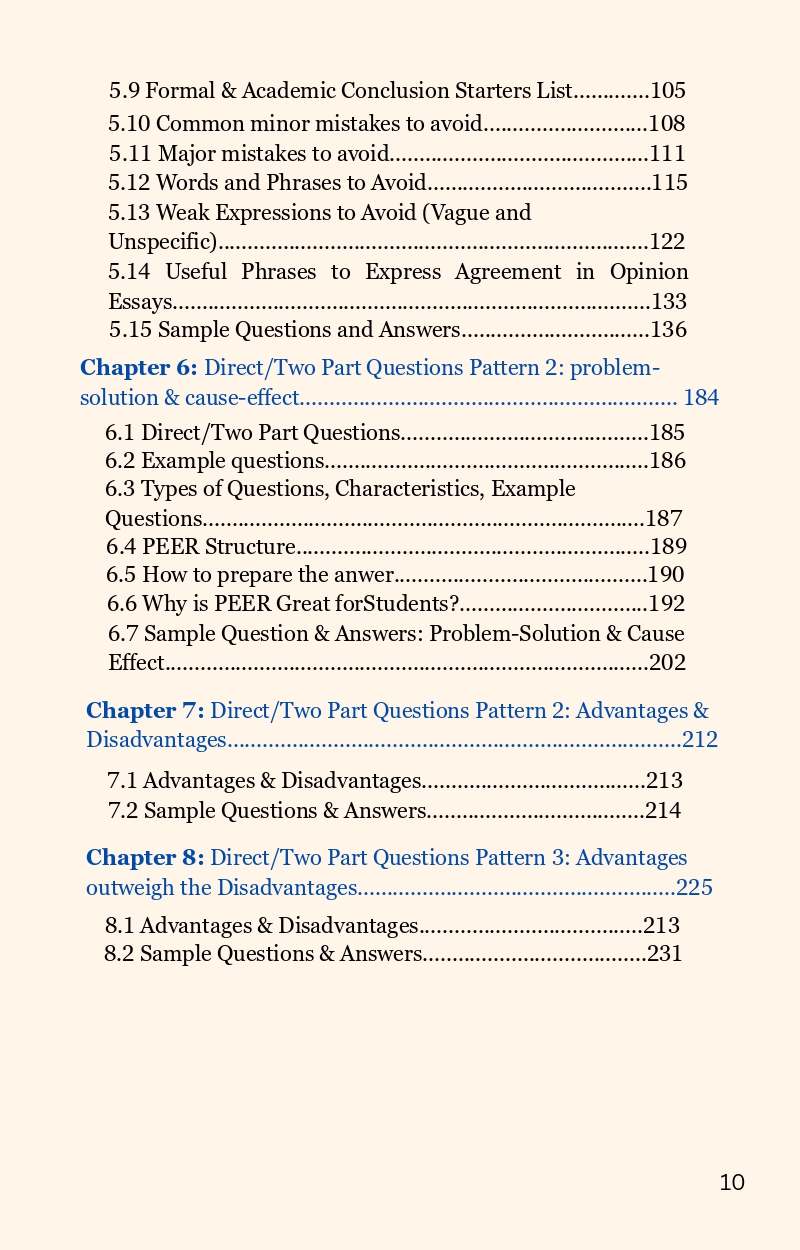 5.9 Formal & Academic Conclusion Starters List.............105
5.10 Common minor mistakes to avoid............................108
5.11 Major mistakes to avoid............................................111
5.12 Words and Phrases to Avoid......................................115
5.13 Weak Expressions to Avoid (Vague and
Unspecific).........................................................................122
5.14 Useful Phrases to Express Agreement in Opinion
Essays.................................................................................133
5.15 Sample Questions and Answers................................136
Chapter 6: Direct/Two Part Questions Pattern 2: problem-
solution & cause-effect................................................................ 184
6.1 Direct/Two Part Questions..........................................185
6.2 Example questions.......................................................186
6.3 Types of Questions, Characteristics, Example
Questions...........................................................................187
6.4 PEER Structure............................................................189
6.5 How to prepare the anwer...........................................190
6.6 Why is PEER Great forStudents?................................192
6.7 Sample Question & Answers: Problem-Solution & Cause
Effect..................................................................................202
Chapter 7: Direct/Two Part Questions Pattern 2: Advantages &
Disadvantages.............................................................................212
7.1 Advantages & Disadvantages......................................213
7.2 Sample Questions & Answers.....................................214
Chapter 8: Direct/Two Part Questions Pattern 3: Advantages
outweigh the Disadvantages......................................................225
8.1 Advantages & Disadvantages......................................213
8.2 Sample Questions & Answers......................................231
10